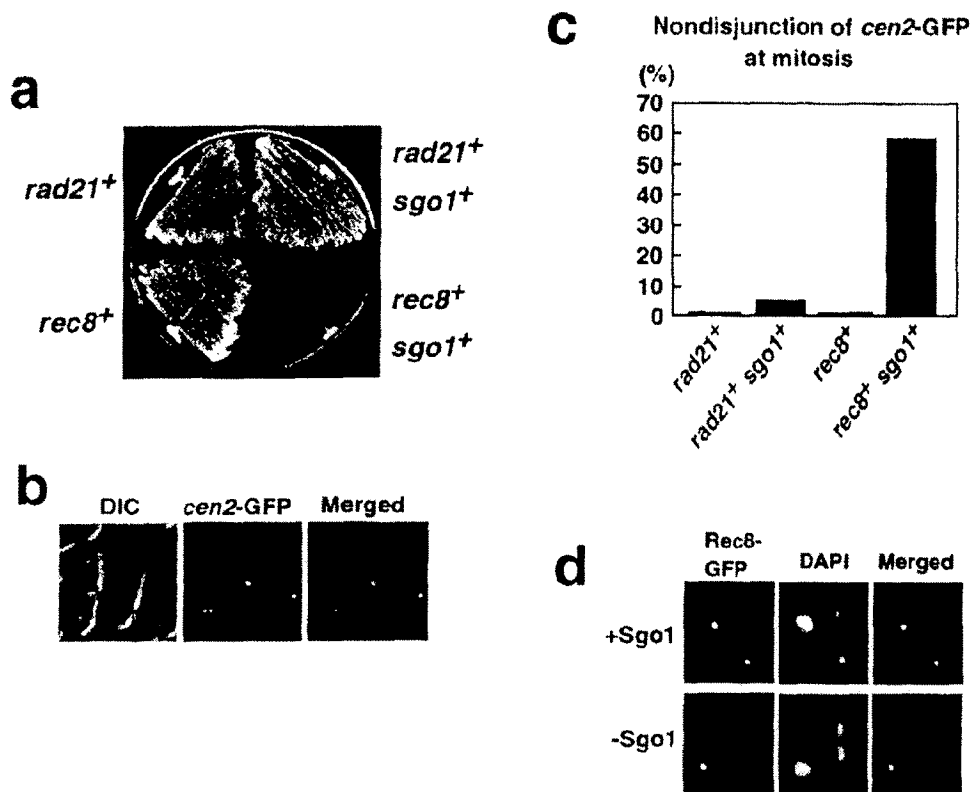 a
rad21+
rad21+
sgo1+
rec8+
rec8+
sgo1+
b
DIC
cen2-GFP
Merged
c
Nondisjunction of cen2-GFP
at mitosis
(%)
70
60
50
40
30
20
10
0
rad21+
rad21+ sgo1+
rec8+
rec8+ sgo1+
d
Rec8-
GFP
DAPI
Merged
+Sgo1
-Sgo1